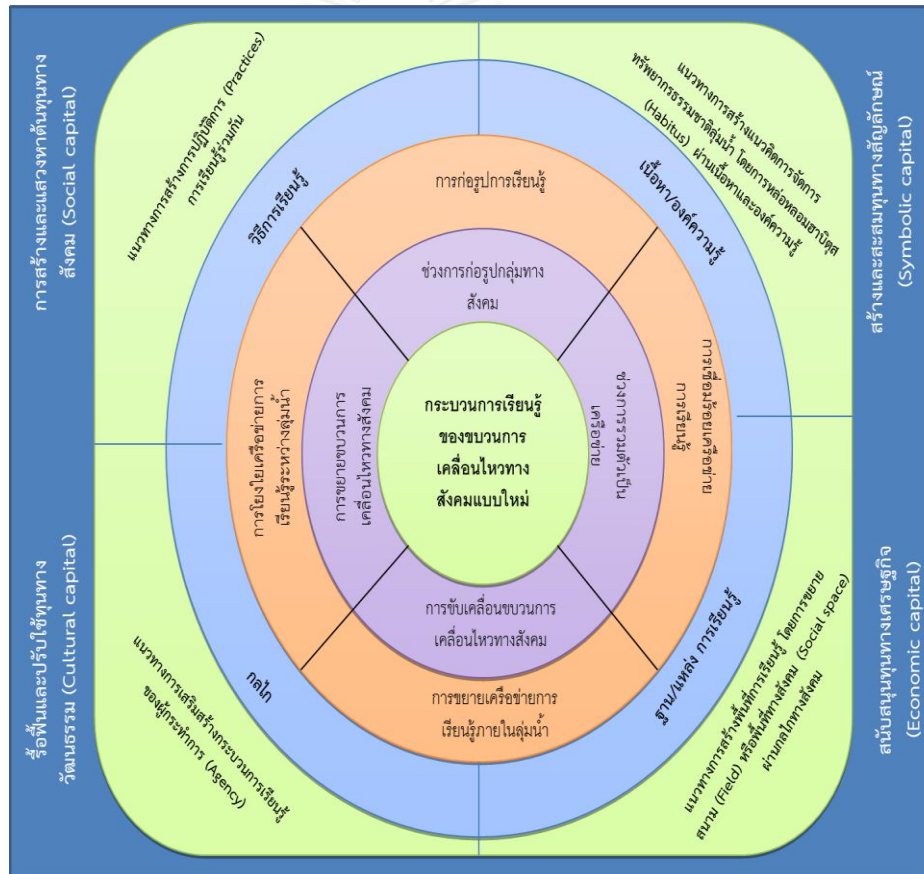 การสร้างและแสวงหาต้นทุนทาง
สังคม (Social capital)
แนวทางการสร้างการปฏิบัติการ (Practices)
การเรียนรู้ร่วมกัน
วิธีการเรียนรู้
แนวทางการสร้างแนวคิดการจัดการ
ทรัพยากรธรรมชาติลุ่มน้ำ โดยการหล่อหลอมฮาบิตุส
(Habitus) ผ่านเนื้อหาและองค์ความรู้
เนื้อหา/องค์ความรู้
สร้างและสะสมทุนทางสัญลักษณ์
(Symbolic capital)
การก่อรูปการเรียนรู้
ช่วงการก่อรูปกลุ่มทาง
สังคม
การโยงใยเครือข่ายการ
เรียนรู้ระหว่างลุ่มน้ำ
การขยายขบวนการ
เคลื่อนไหวทางสังคม
กระบวนการเรียนรู้
ของขบวนการ
เคลื่อนไหวทาง
สังคมแบบใหม่
ช่วงการรวมตัวเป็น
เครือข่าย
การเชื่อมร้อยเครือข่าย
การเรียนรู้
การขับเคลื่อนขบวนการ
เคลื่อนไหวทางสังคม
การขยายเครือข่ายการ
เรียนรู้ภายในลุ่มน้ำ
รื้อฟื้นและปรับใช้ทุนทาง
วัฒนธรรม (Cultural capital)
กลไก
แนวทางการเสริมสร้างกระบวนการเรียนรู้
ของผู้กระทำการ (Agency)
ฐาน/แหล่ง การเรียนรู้
แนวทางการสร้างพื้นที่การเรียนรู้ โดยการขยาย
สนาม (Field) หรือพื้นที่ทางสังคม (Social space)
ผ่านกลไกทางสังคม
สนับสนุนทุนทางเศรษฐกิจ
(Economic capital)